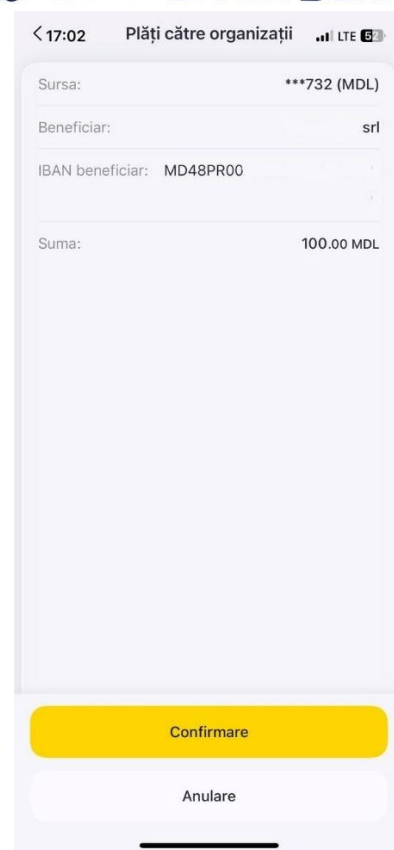 17:02 Plăți către organizații LTE 52
Sursa: ***732 (MDL)
Beneficiar: srl
IBAN beneficiar: MD48PR00
Suma: 100.00 MDL
Confirmare
Anulare